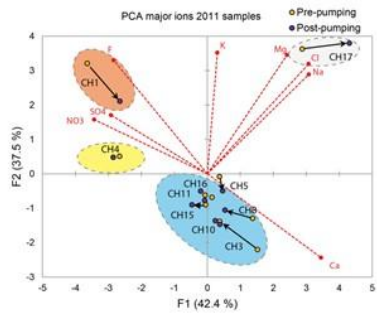 PCA major ions 2011 samples
Pre-pumping
Post-pumping
F2 (37.5 %)
4
3
2
1
0
-1
-2
-3
F
K
Mg
Cl
Na
CH17
CH1
SO4
NO3
CH4
CH16
CH5
CH11
CH15
CH10
CH3
Ca
-5
-4
-3
-2
-1
0
1
2
3
4
5
F1 (42.4 %)